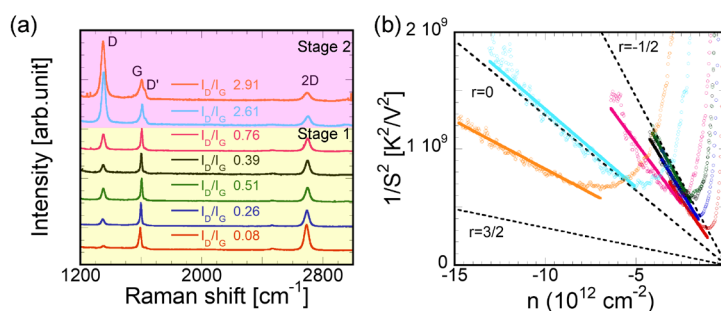 (a)
Intensity [arb.unit]
D
G
D'
2D
Stage 2
I_D/I_G 2.91
I_D/I_G 2.61
Stage 1
I_D/I_G 0.76
I_D/I_G 0.39
I_D/I_G 0.51
I_D/I_G 0.26
I_D/I_G 0.08
1200 2000 2800
Raman shift [cm⁻¹]
(b)
1/S² [K²/V²]
2 10⁹
1 10⁹
0
r=-1/2
r=0
r=3/2
-15 -10 -5
n (10¹² cm⁻²)